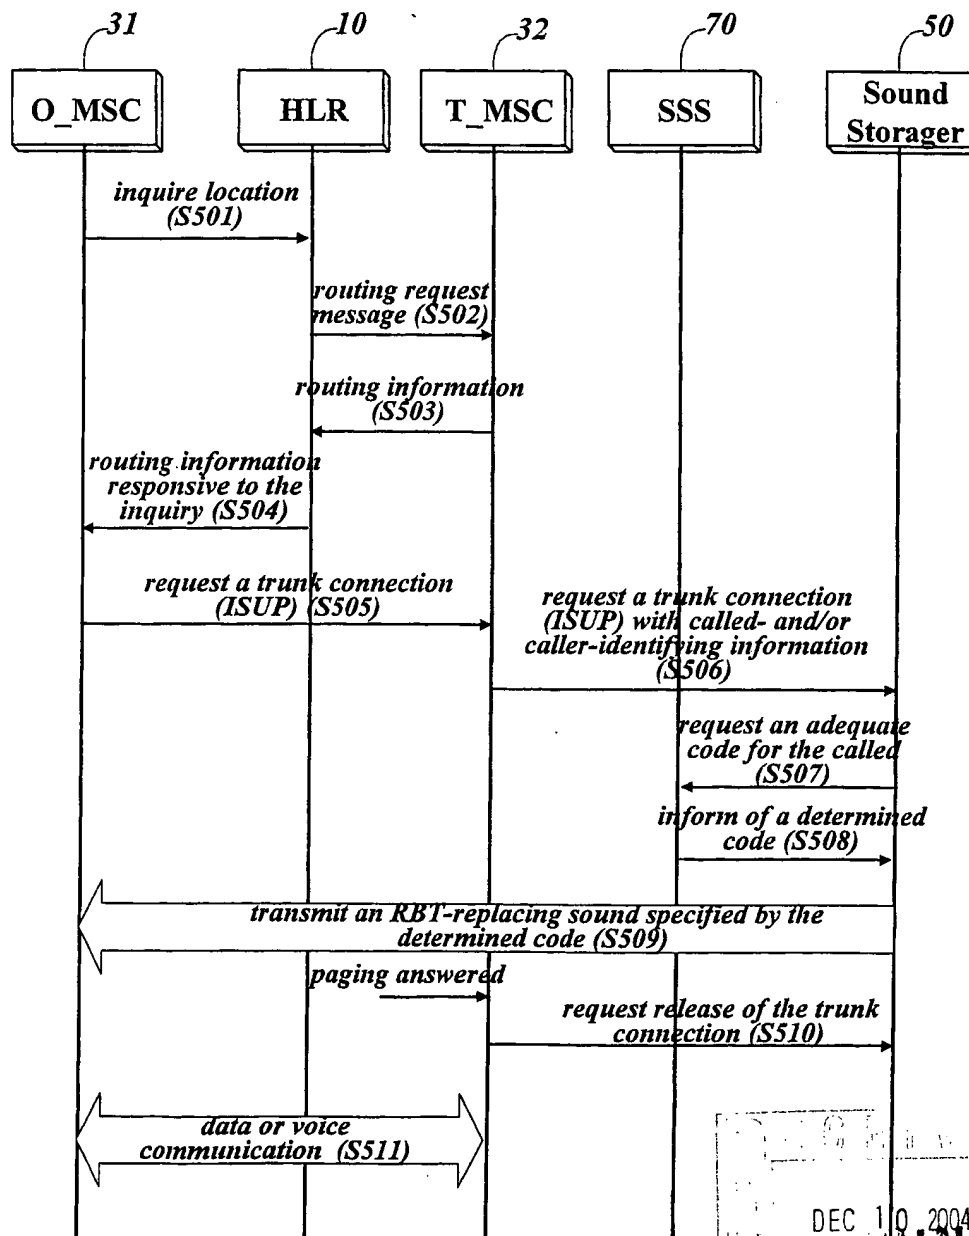 31
10
32
70
50
O_MSC
HLR
T_MSC
SSS
Sound
Storager
inquire location
(S501)
routing request
message (S502)
routing information
(S503)
routing information
responsive to the
inquiry (S504)
request a trunk connection
(ISUP) (S505)
request a trunk connection
(ISUP) with called- and/or
caller-identifying information
(S506)
request an adequate
code for the called
(S507)
inform of a determined
code (S508)
transmit an RBT-replacing sound specified by the
determined code (S509)
paging answered
request release of the trunk
connection (S510)
data or voice
communication (S511)
DEC 10 2004